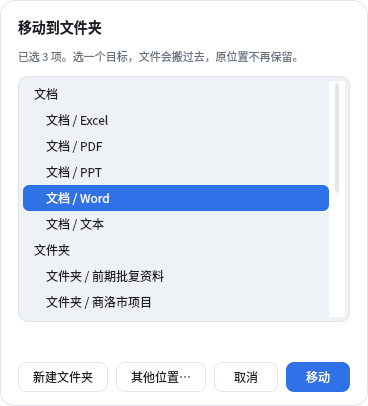 移动到文件夹
已选 3 项。选一个目标，文件会搬过去，原位置不再保留。
文档
文档 / Excel
文档 / PDF
文档 / PPT
文档 / Word
文档 / 文本
文件夹
文件夹 / 前期批复资料
文件夹 / 商洛市项目
新建文件夹 其他位置… 取消 移动